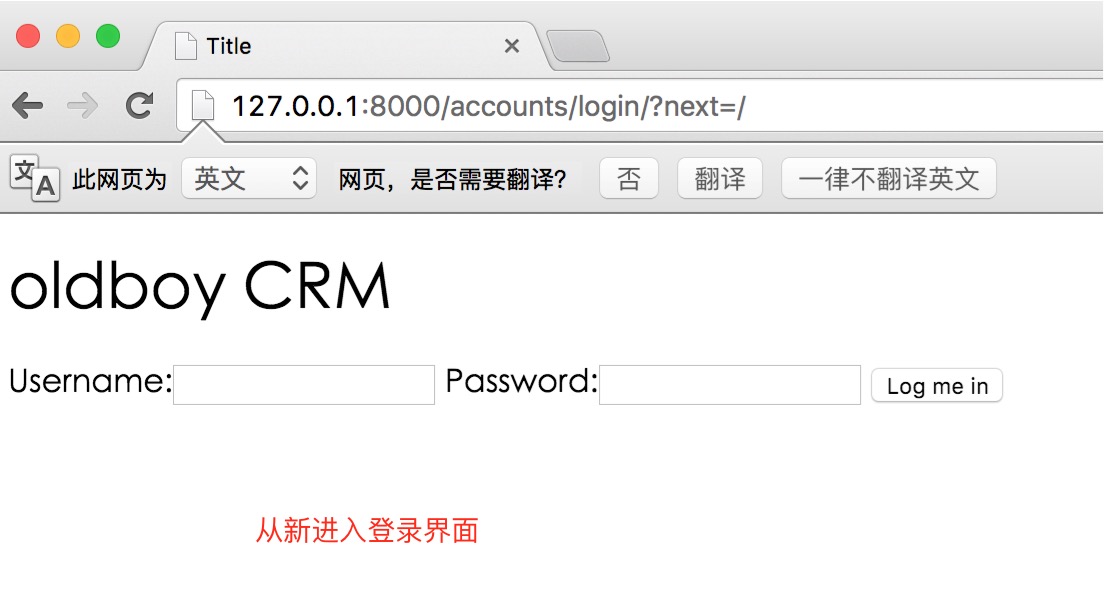 Title
127.0.0.1:8000/accounts/login/?next=/
文A 此网页为 英文 网页，是否需要翻译？ 否 翻译 一律不翻译英文
oldboy CRM
Username: Password: Log me in
从新进入登录界面